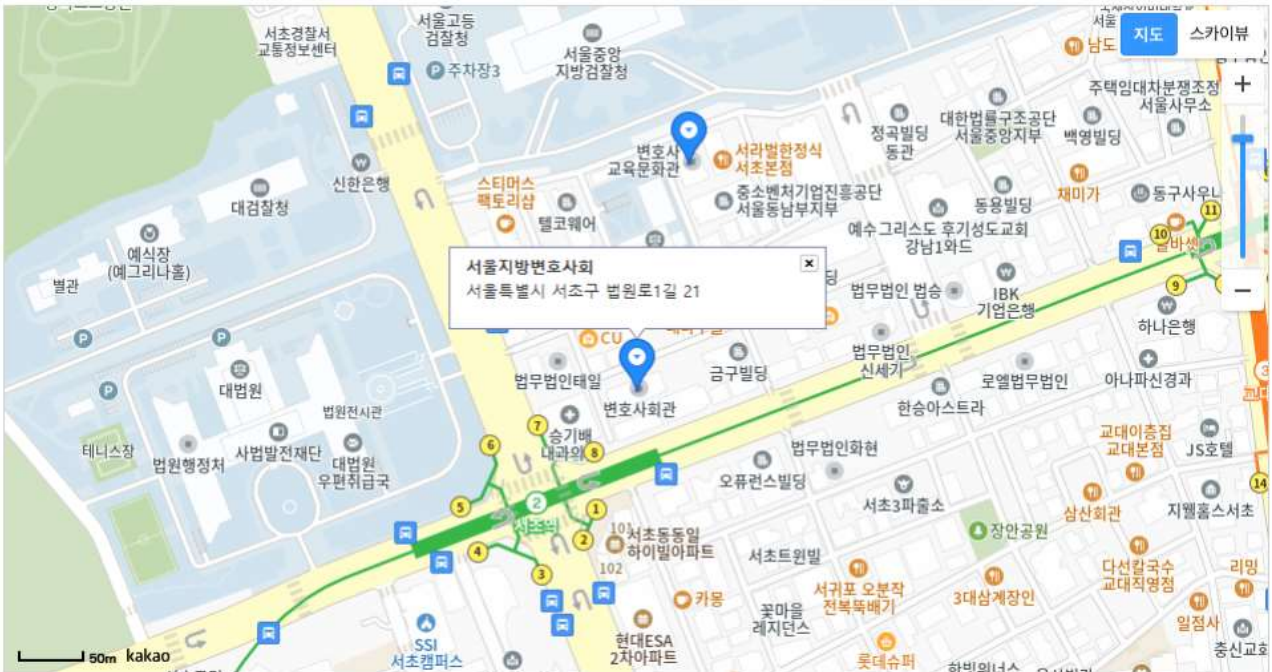 서울고등
검찰청
서초경찰서
교통정보센터
서울중앙
지방검찰청
주차장3
남도
지도
스카이뷰
주택임대차분쟁조정
서울사무소
대한법률구조공단
서울중앙지부
정곡빌딩
동관
백영빌딩
변호사
교육문화관
서라벌한정식
서초본점
신한은행
대검찰청
스티머스
팩토리샵
텔코웨어
중소벤처기업진흥공단
서울동남부지부
동용빌딩
채미가
동구사우나
예수그리스도 후기성도교회
강남1와드
11
10
예식장
(예그리나홀)
별관
서울지방변호사회
서울특별시 서초구 법원로1길 21
법무법인 법승
IBK
기업은행
9
하나은행
CU
법무법인태일
변호사회관
금구빌딩
법무법인
신세기
로엘법무법인
아나파신경과
한승아스트라
대법원
법원전시관
테니스장
법원행정처
사법발전재단
대법원
우편취급국
7
6
승기배
내과의
8
5
2
서초역
1
2
4
3
101
서초동동일
하이빌아파트
102
오퓨런스빌딩
법무법인화현
서초3파출소
교대이층집
교대본점
JS호텔
14
삼산회관
지웰홈스서초
장안공원
서초트윈빌
서귀포 오분작
전복뚝배기
3대삼계장인
다선칼국수
교대직영점
리밍
일점사
카몽
꽃마을
레지던스
현대ESA
2차아파트
롯데슈퍼
충신교회
SSI
서초캠퍼스
50m
kakao